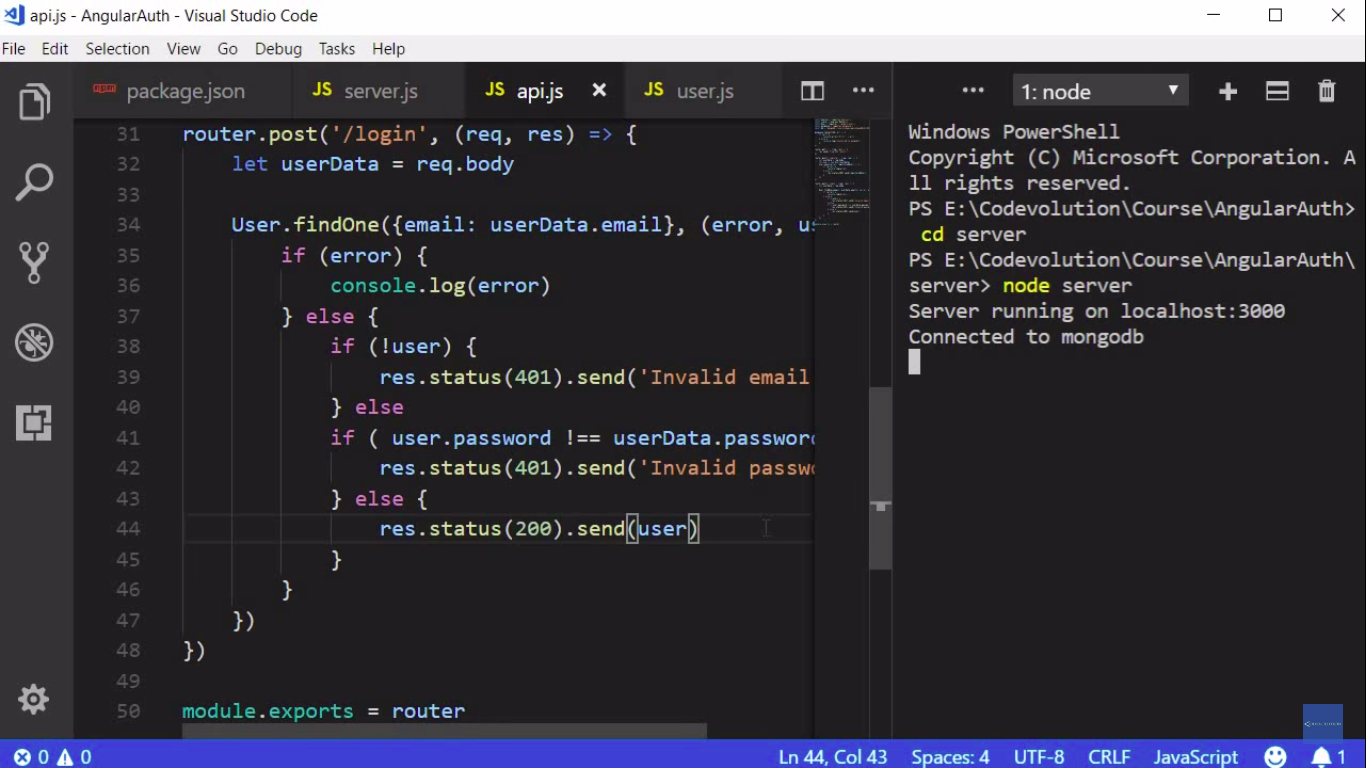 api.js - AngularAuth - Visual Studio Code
File Edit Selection View Go Debug Tasks Help
package.json JS server.js JS api.js JS user.js
1: node
31 router.post('/login', (req, res) => {
32 let userData = req.body
33
34 User.findOne({email: userData.email}, (error,
35 if (error) {
36 console.log(error)
37 } else {
38 if (!user) {
39 res.status(401).send('Invalid email
40 } else
41 if ( user.password !== userData.password
42 res.status(401).send('Invalid
43 } else {
44 res.status(200).send(user)
45 }
46 }
47 })
48 })
49
50 module.exports = router
Windows PowerShell
Copyright (C) Microsoft Corporation. A
ll rights reserved.
PS E:\Codevolution\Course\AngularAuth>
cd server
PS E:\Codevolution\Course\AngularAuth\
server> node server
Server running on localhost:3000
Connected to mongodb
0 0 Ln 44, Col 43 Spaces: 4 UTF-8 CRLF JavaScript 1